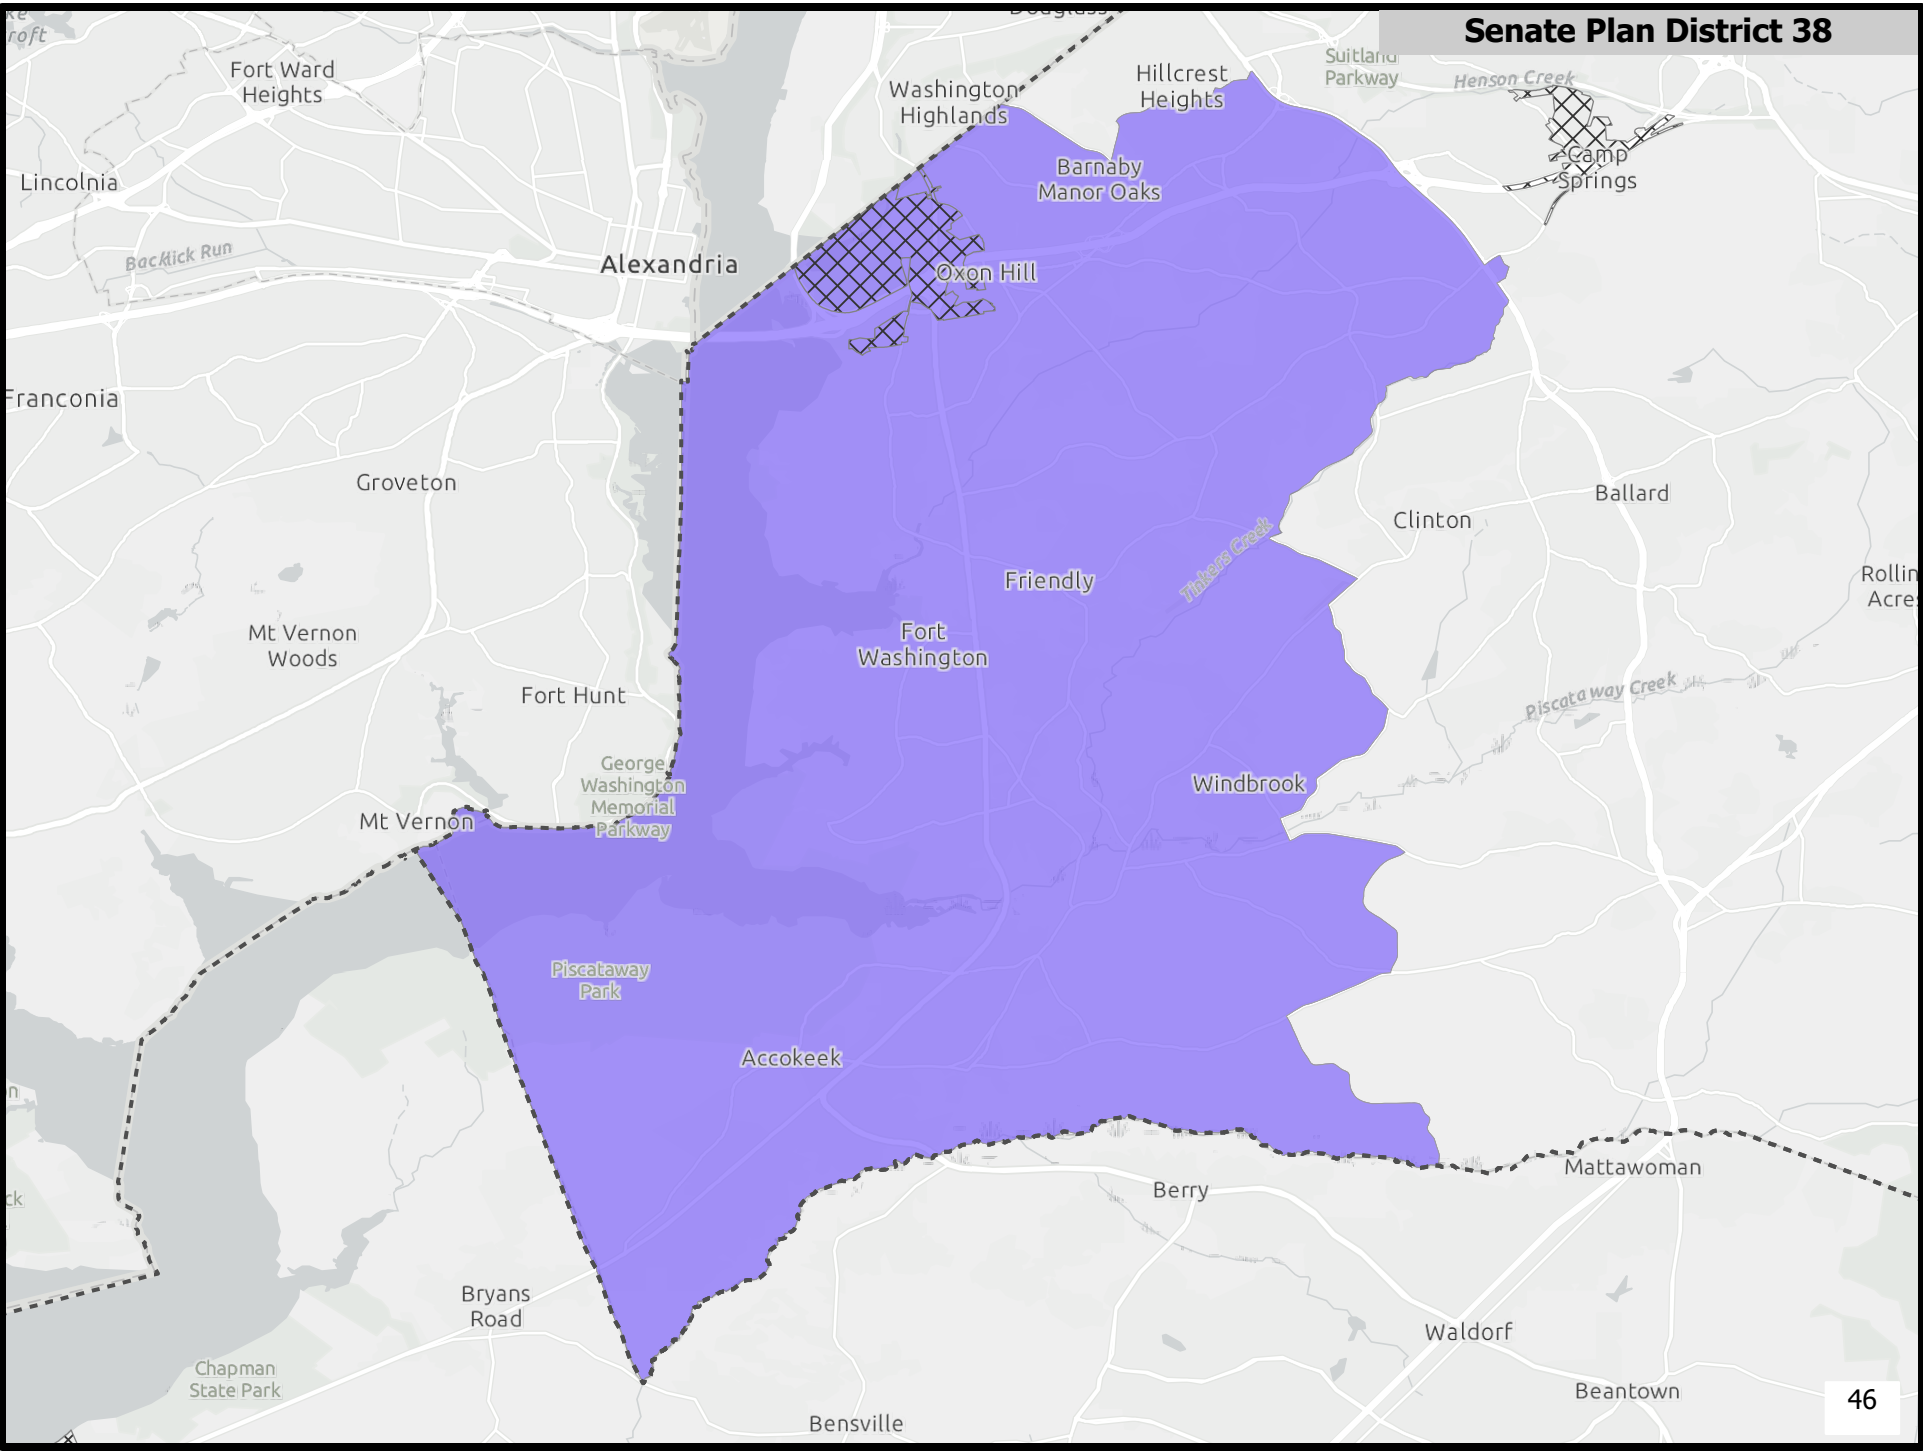 Senate Plan District 38
roft
Fort Ward
Heights
Washington
Highlands
Hillcrest
Heights
Suitland
Parkway
Henson Creek
Camp
Springs
Lincolnia
Barnaby
Manor Oaks
Backlick Run
Alexandria
Oxon Hill
Franconia
Groveton
Ballard
Clinton
Tinkers Creek
Friendly
Rollin
Acres
Mt Vernon
Woods
Fort
Washington
Fort Hunt
Piscataway Creek
George
Washington
Memorial
Parkway
Windbrook
Mt Vernon
Piscataway
Park
Accokeek
Mattawoman
Berry
Bryans
Road
Waldorf
Chapman
State Park
Beantown
46
Bensville